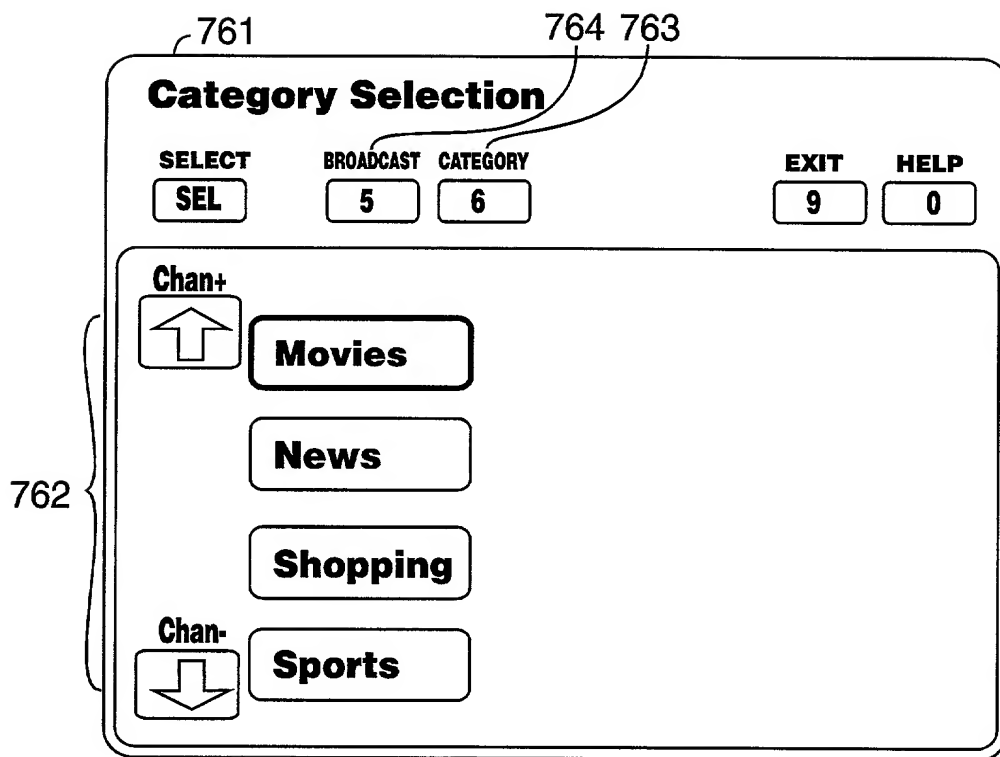 761 764 763
Category Selection
SELECT BROADCAST CATEGORY EXIT HELP
SEL 5 6 9 0
Chan+
Movies
News
762
Shopping
Chan-
Sports